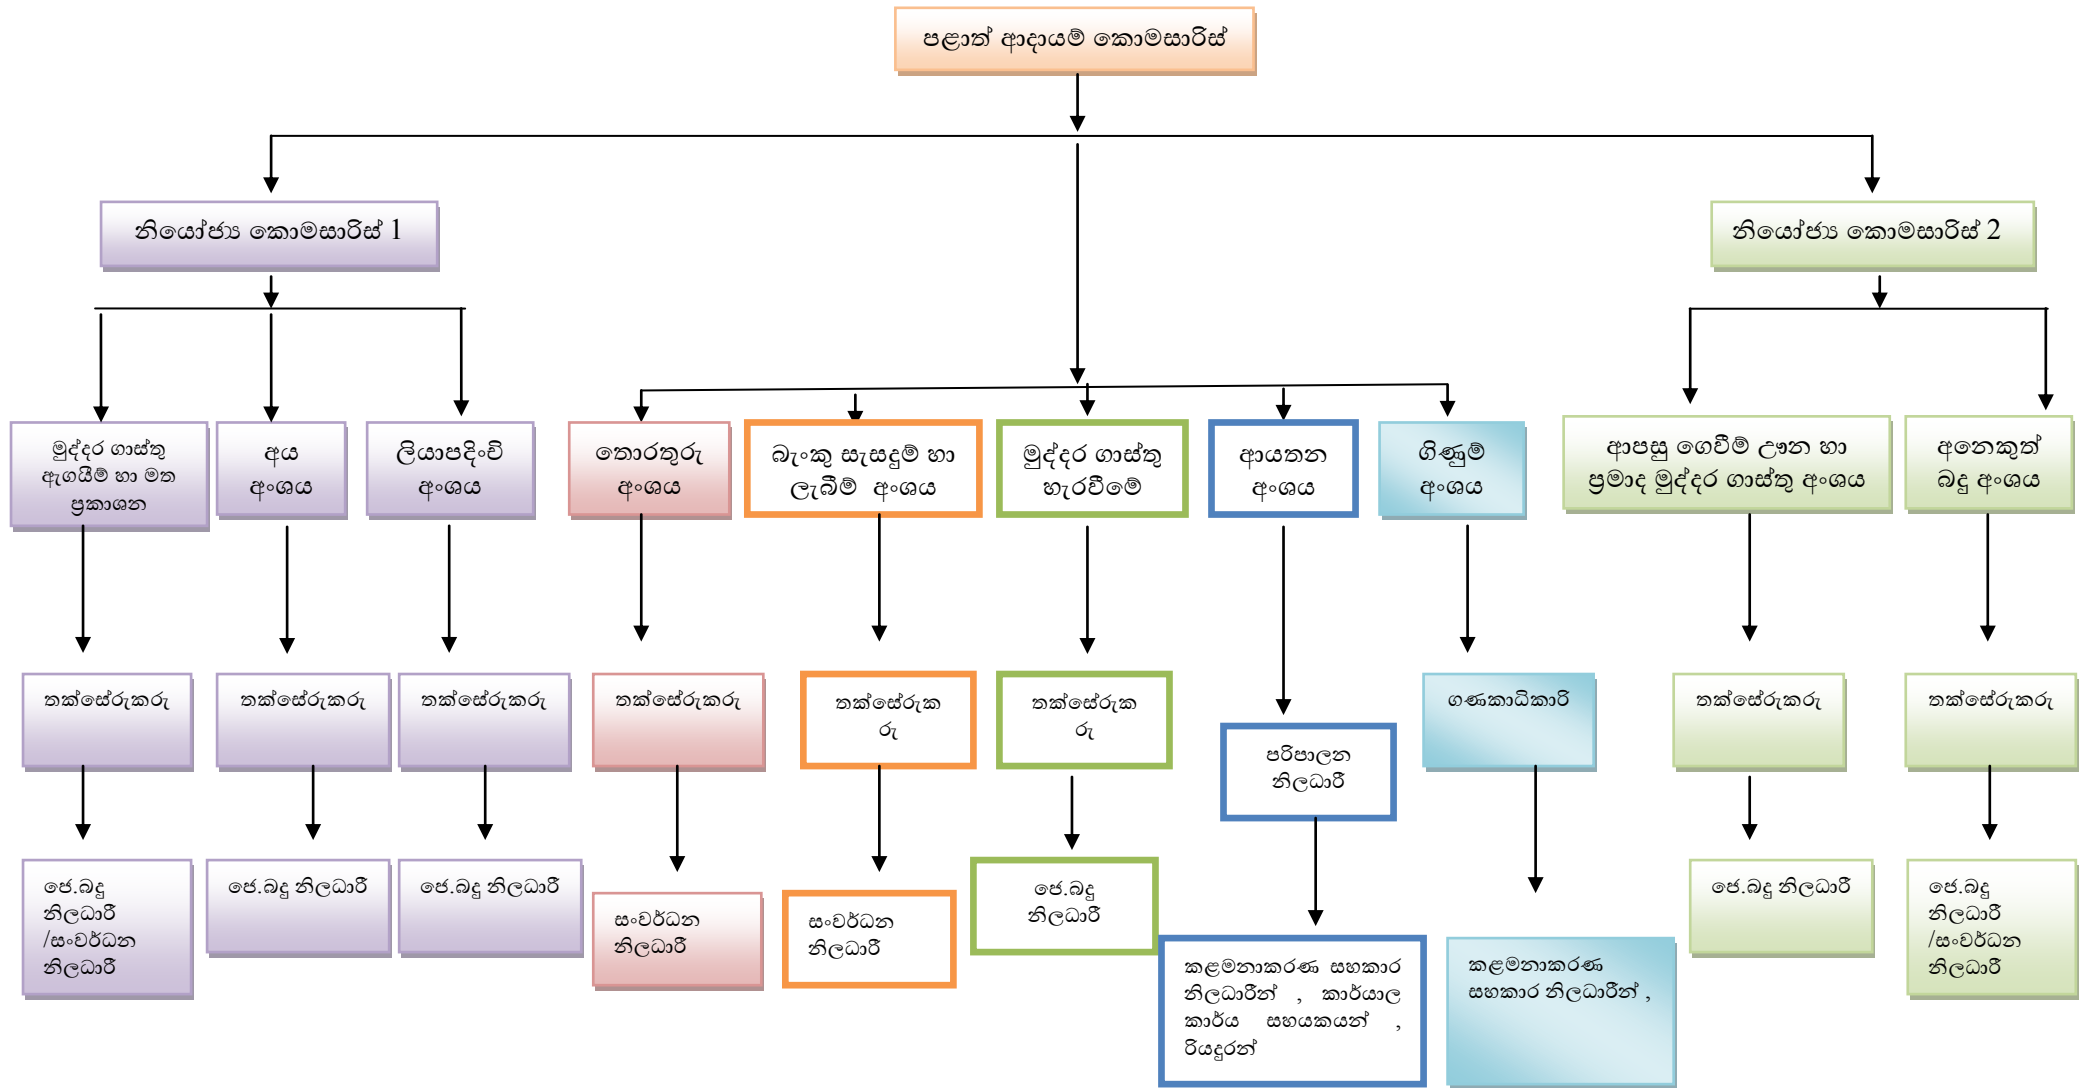 පළාත් ආදායම් කොමසාරිස්
නියෝජ්‍ය කොමසාරිස් 1
නියෝජ්‍ය කොමසාරිස් 2
මුද්දර ගාස්තු
ඇගයීම් හා මත
ප්‍රකාශන
අය
අංශය
ලියාපදිංචි
අංශය
තොරතුරු
අංශය
බැංකු සැසදුම් හා
ලැබීම් අංශය
මුද්දර ගාස්තු
හැරවීමේ
ආයතන
අංශය
ගිණුම්
අංශය
ආපසු ගෙවීම් ඌන හා
ප්‍රමාද මුද්දර ගාස්තු අංශය
අනෙකුත්
බදු අංශය
තක්සේරුකරු
තක්සේරුකරු
තක්සේරුකරු
තක්සේරුකරු
තක්සේරුක
රු
තක්සේරුක
රු
පරිපාලන
නිලධාරී
ගණකාධිකාරි
තක්සේරුකරු
තක්සේරුකරු
ජෙ.බදු
නිලධාරී
/සංවර්ධන
නිලධාරී
ජෙ.බදු නිලධාරී
ජෙ.බදු නිලධාරී
සංවර්ධන
නිලධාරී
සංවර්ධන
නිලධාරී
ජෙ.බදු
නිලධාරී
කළමනාකරණ සහකාර
නිලධාරීන් , කාර්යාල
කාර්ය සහයකයන් ,
රියදුරන්
කළමනාකරණ
සහකාර නිලධාරීන් ,
ජෙ.බදු නිලධාරී
ජෙ.බදු
නිලධාරී
/සංවර්ධන
නිලධාරී